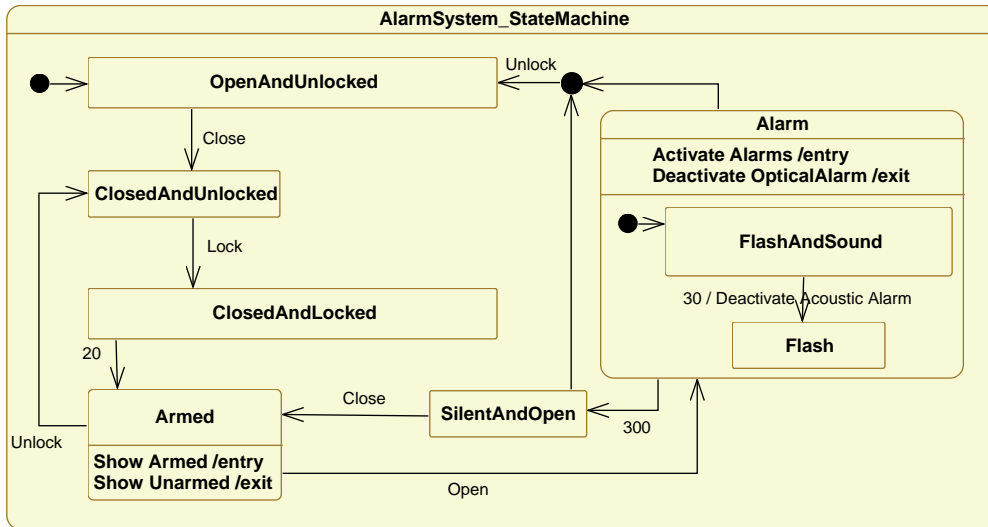 AlarmSystem_StateMachine
OpenAndUnlocked
Unlock
Close
Alarm
Activate Alarms /entry
Deactivate OpticalAlarm /exit
ClosedAndUnlocked
FlashAndSound
Lock
30 / Deactivate Acoustic Alarm
ClosedAndLocked
Flash
20
Armed
Close
SilentAndOpen
300
Unlock
Show Armed /entry
Show Unarmed /exit
Open